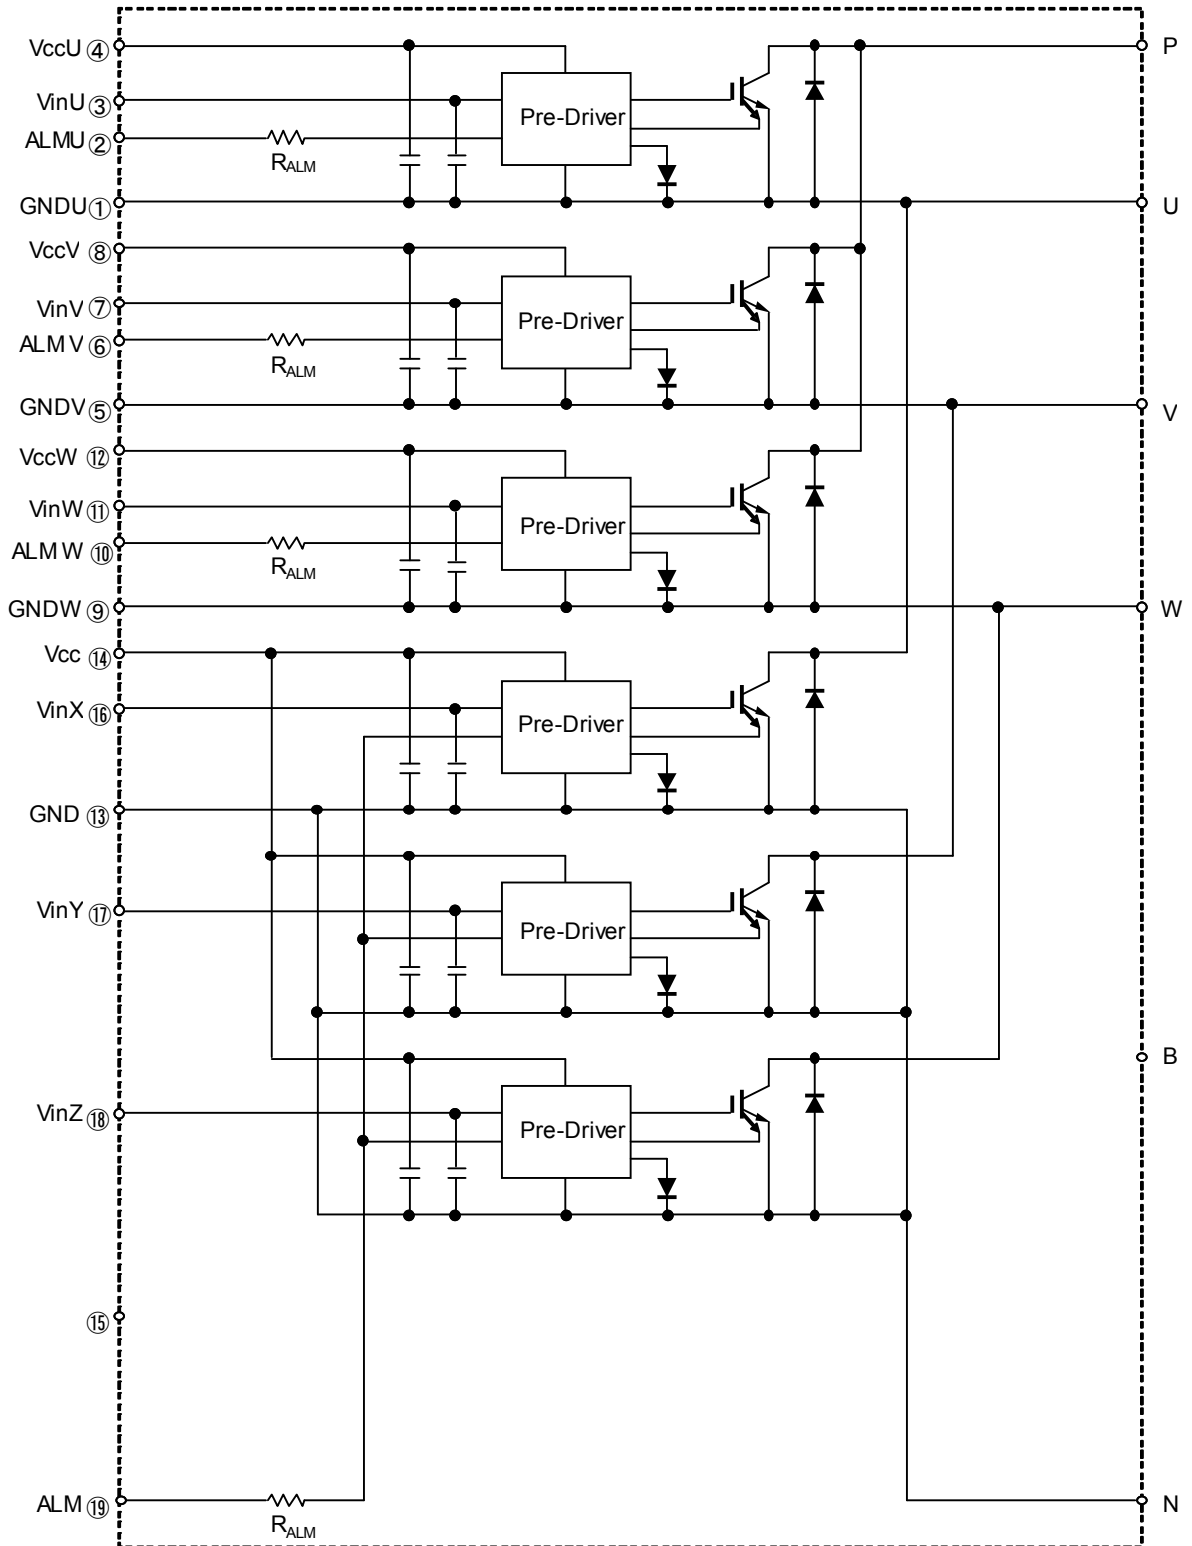 VccU ④
P
VinU ③
Pre-Driver
ALMU ②
RALM
GNDU ①
U
VccV ⑧
VinV ⑦
Pre-Driver
ALMV ⑥
RALM
GNDV ⑤
V
VccW ⑫
VinW ⑪
Pre-Driver
ALMW ⑩
RALM
GNDW ⑨
W
Vcc ⑭
VinX ⑯
Pre-Driver
GND ⑬
VinY ⑰
Pre-Driver
B
VinZ ⑱
Pre-Driver
⑮
ALM ⑲
N
RALM